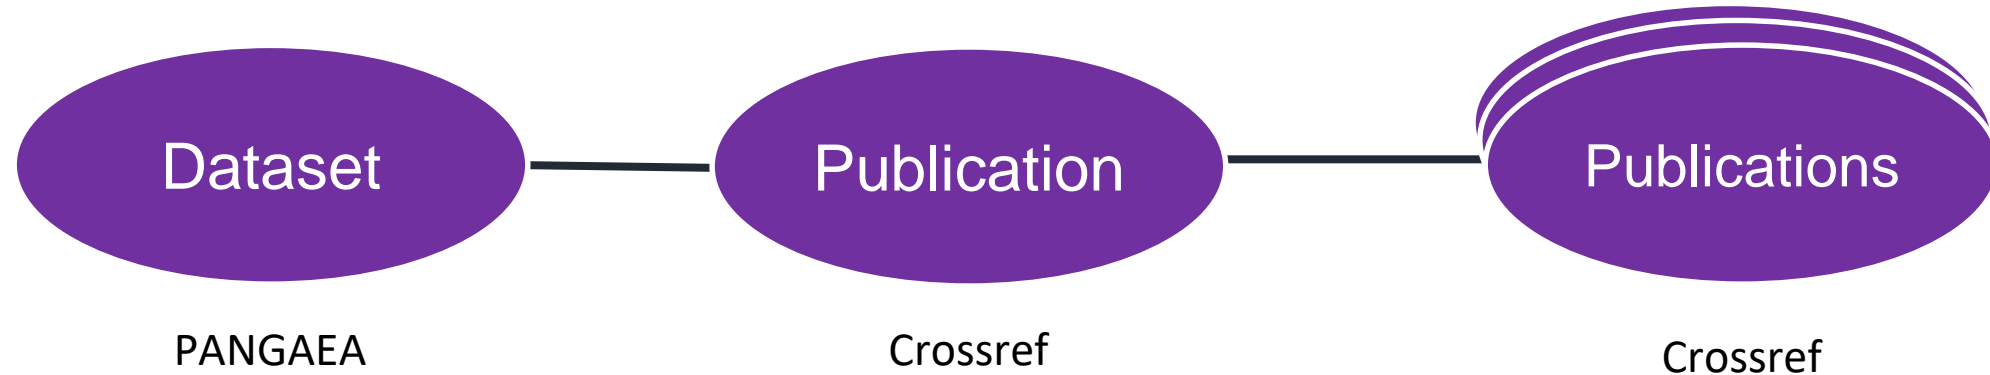 Dataset
Publication
Publications
PANGAEA
Crossref
Crossref